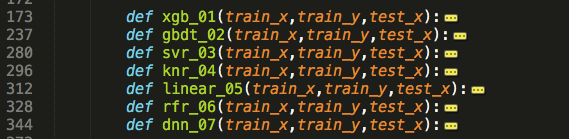 173 def xgb_01(train_x,train_y,test_x):
237 def gbdt_02(train_x,train_y,test_x):
280 def svr_03(train_x,train_y,test_x):
296 def knr_04(train_x,train_y,test_x):
312 def linear_05(train_x,train_y,test_x):
328 def rfr_06(train_x,train_y,test_x):
344 def dnn_07(train_x,train_y,test_x):